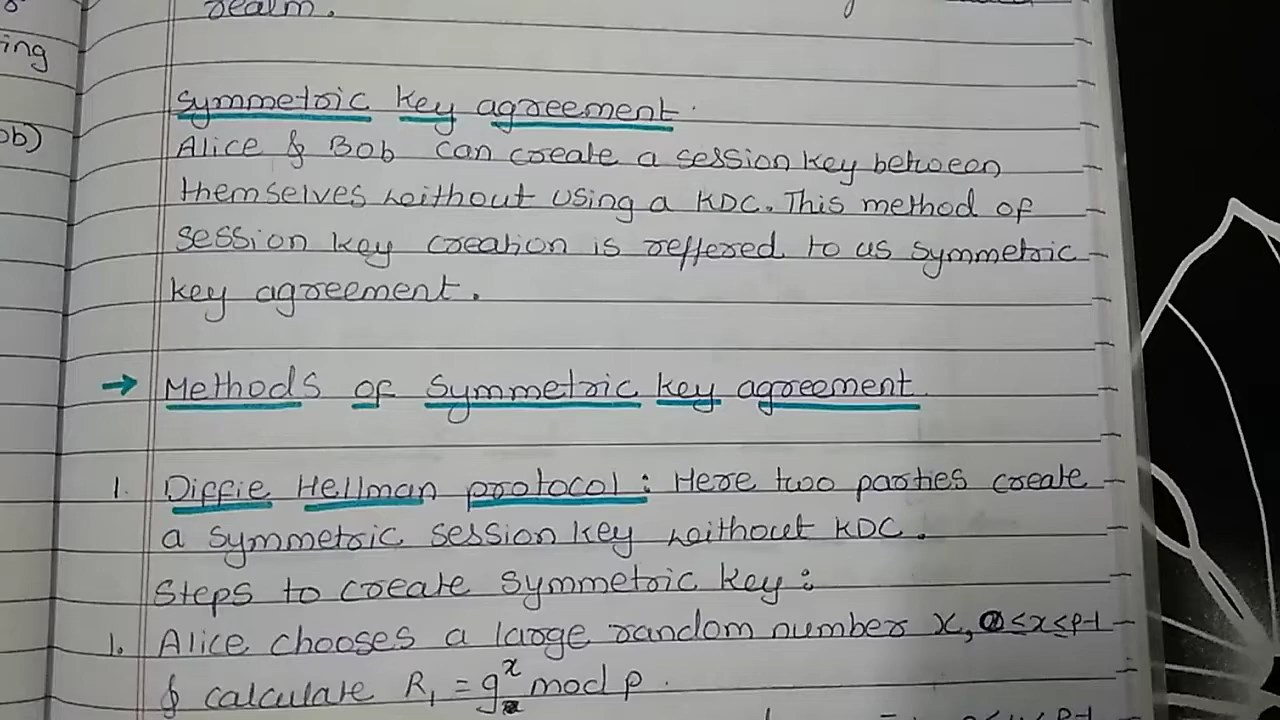 realm.
ing
ob)
Symmetric key agreement.
Alice & Bob can create a session key between
themselves without using a KDC. This method of
session key creation is reffered to us symmetric
key agreement.
→ Methods of Symmetric key agreement
1. Diffie Hellman protocol: Here two parties create
a symmetric session key without KDC.
Steps to create symmetric key:
1. Alice chooses a large random number x, 0≤x≤p-1
& calculate R₁ = gˣ mod p.